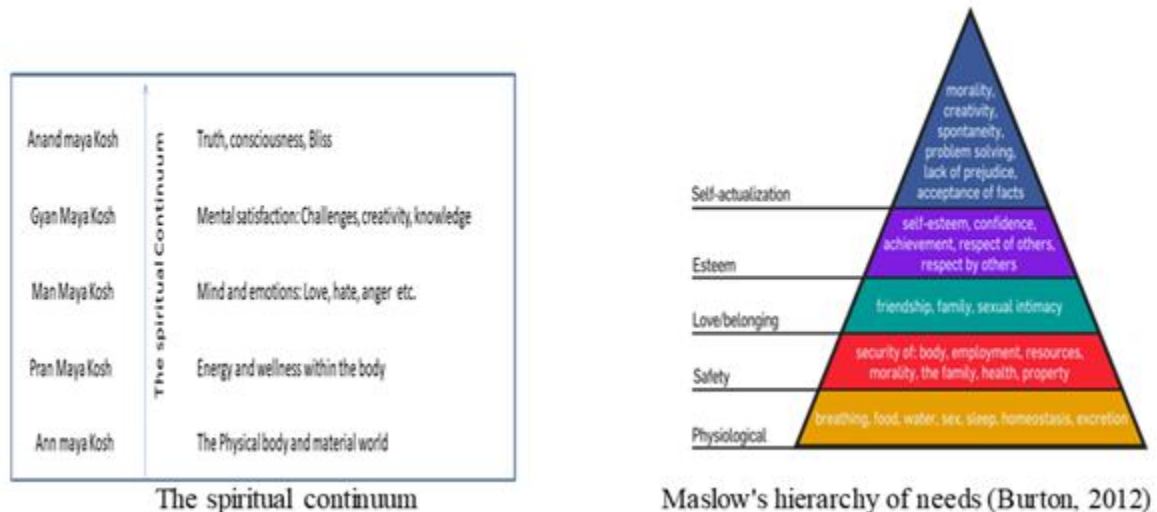 Anand maya Kosh
Truth, consciousness, Bliss
Gyan Maya Kosh
Mental satisfaction: Challenges, creativity, knowledge
Man Maya Kosh
Mind and emotions: Love, hate, anger etc.
Pran Maya Kosh
Energy and wellness within the body
Ann maya Kosh
The Physical body and material world
The spiritual Continuum
The spiritual continuum
morality,
creativity,
spontaneity,
problem solving,
lack of prejudice,
acceptance of facts
Self-actualization
self-esteem, confidence,
achievement, respect of others,
respect by others
Esteem
friendship, family, sexual intimacy
Love/belonging
security of: body, employment, resources,
morality, the family, health, property
Safety
breathing, food, water, sex, sleep, homeostasis, excretion
Physiological
Maslow's hierarchy of needs (Burton, 2012)